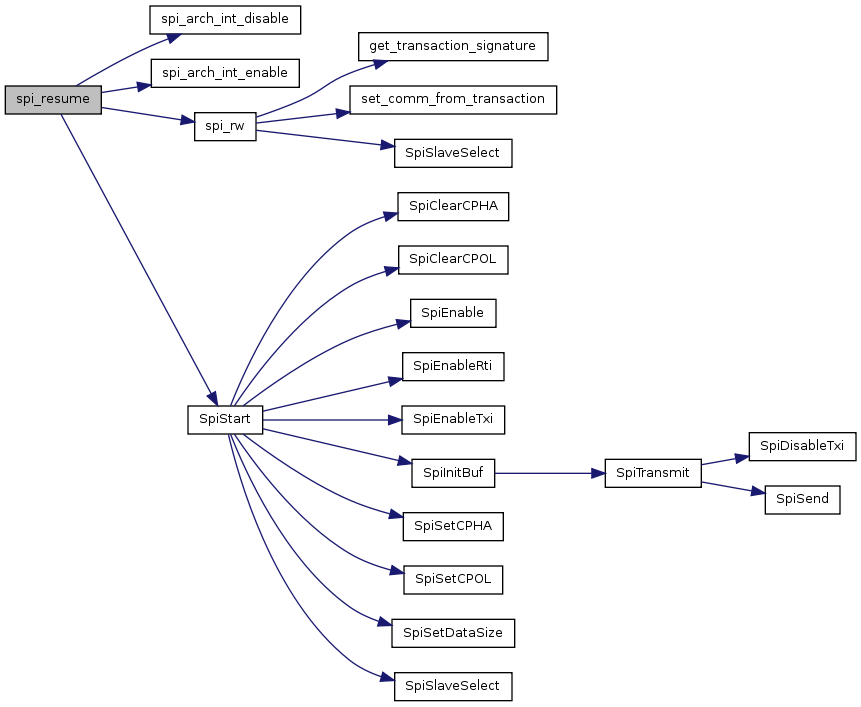 spi_resume
spi_arch_int_disable
spi_arch_int_enable
spi_rw
get_transaction_signature
set_comm_from_transaction
SpiSlaveSelect
SpiStart
SpiClearCPHA
SpiClearCPOL
SpiEnable
SpiEnableRti
SpiEnableTxi
SpiInitBuf
SpiTransmit
SpiDisableTxi
SpiSend
SpiSetCPHA
SpiSetCPOL
SpiSetDataSize
SpiSlaveSelect